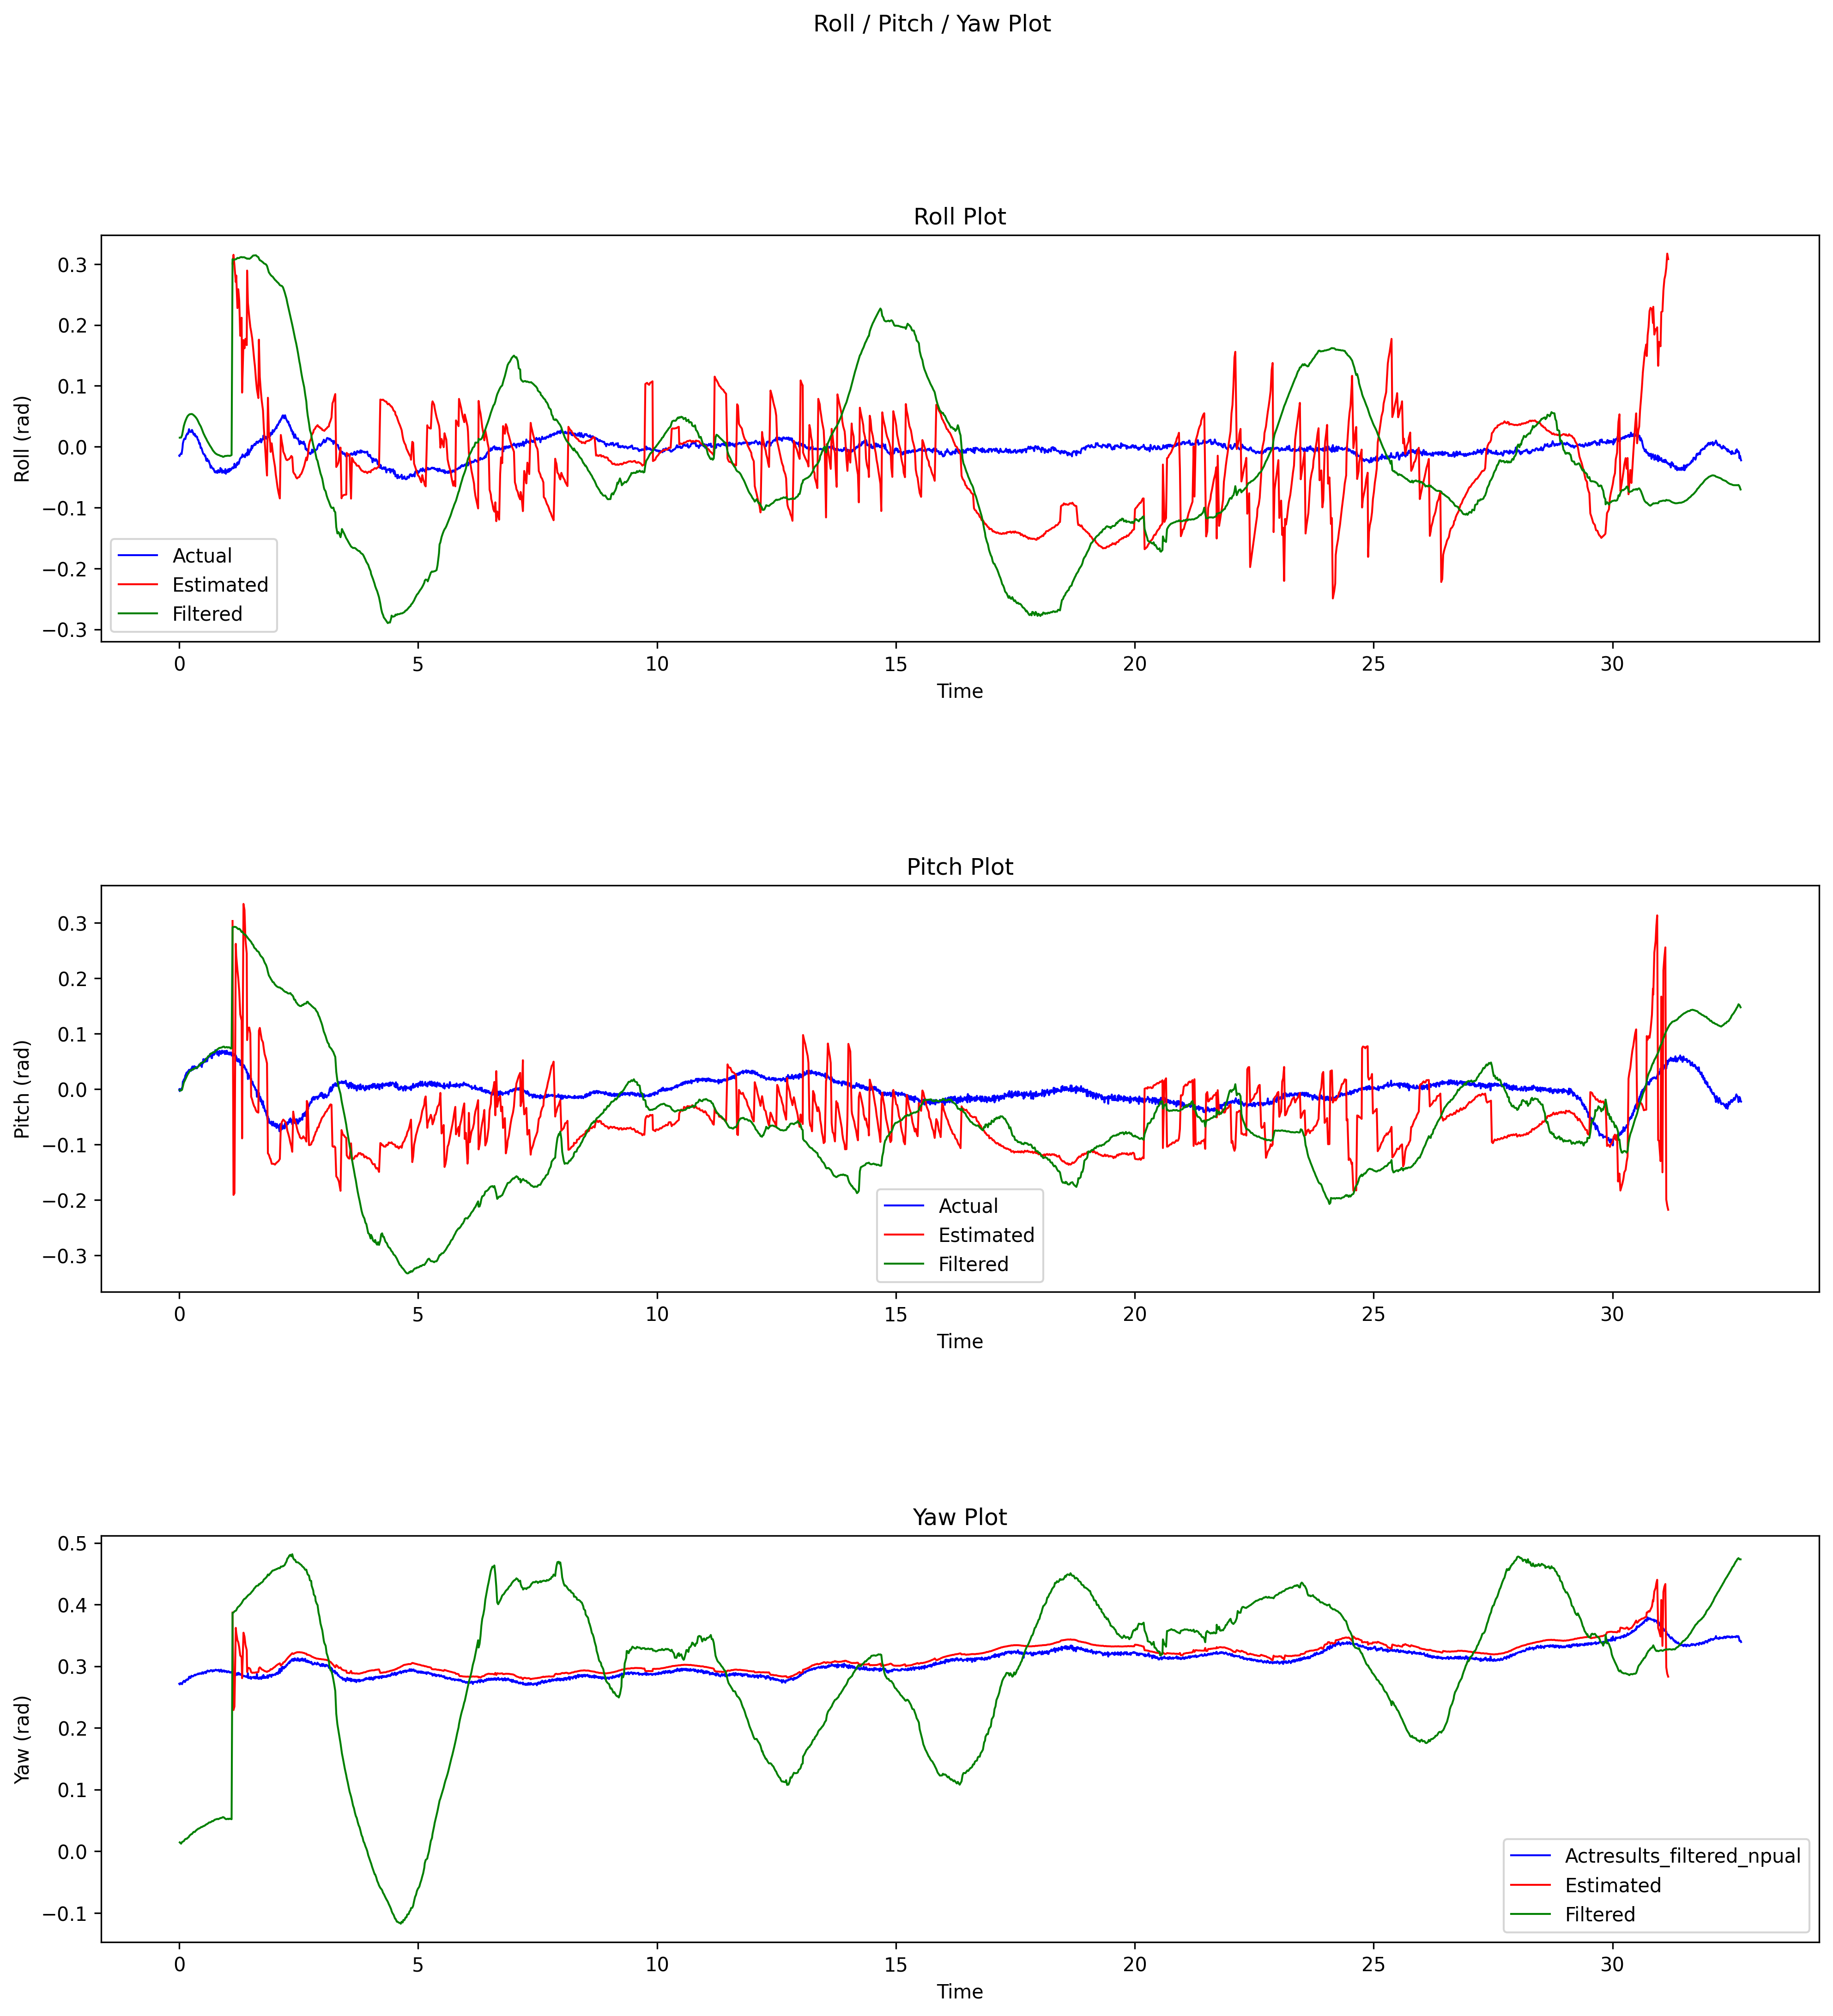 Roll / Pitch / Yaw Plot
Roll Plot
Roll (rad)
0.3
0.2
0.1
0.0
−0.1
−0.2
−0.3
Actual
Estimated
Filtered
0 5 10 15 20 25 30
Time
Pitch Plot
Pitch (rad)
0.3
0.2
0.1
0.0
−0.1
−0.2
−0.3
Actual
Estimated
Filtered
0 5 10 15 20 25 30
Time
Yaw Plot
Yaw (rad)
0.5
0.4
0.3
0.2
0.1
0.0
−0.1
Actresults_filtered_npual
Estimated
Filtered
0 5 10 15 20 25 30
Time